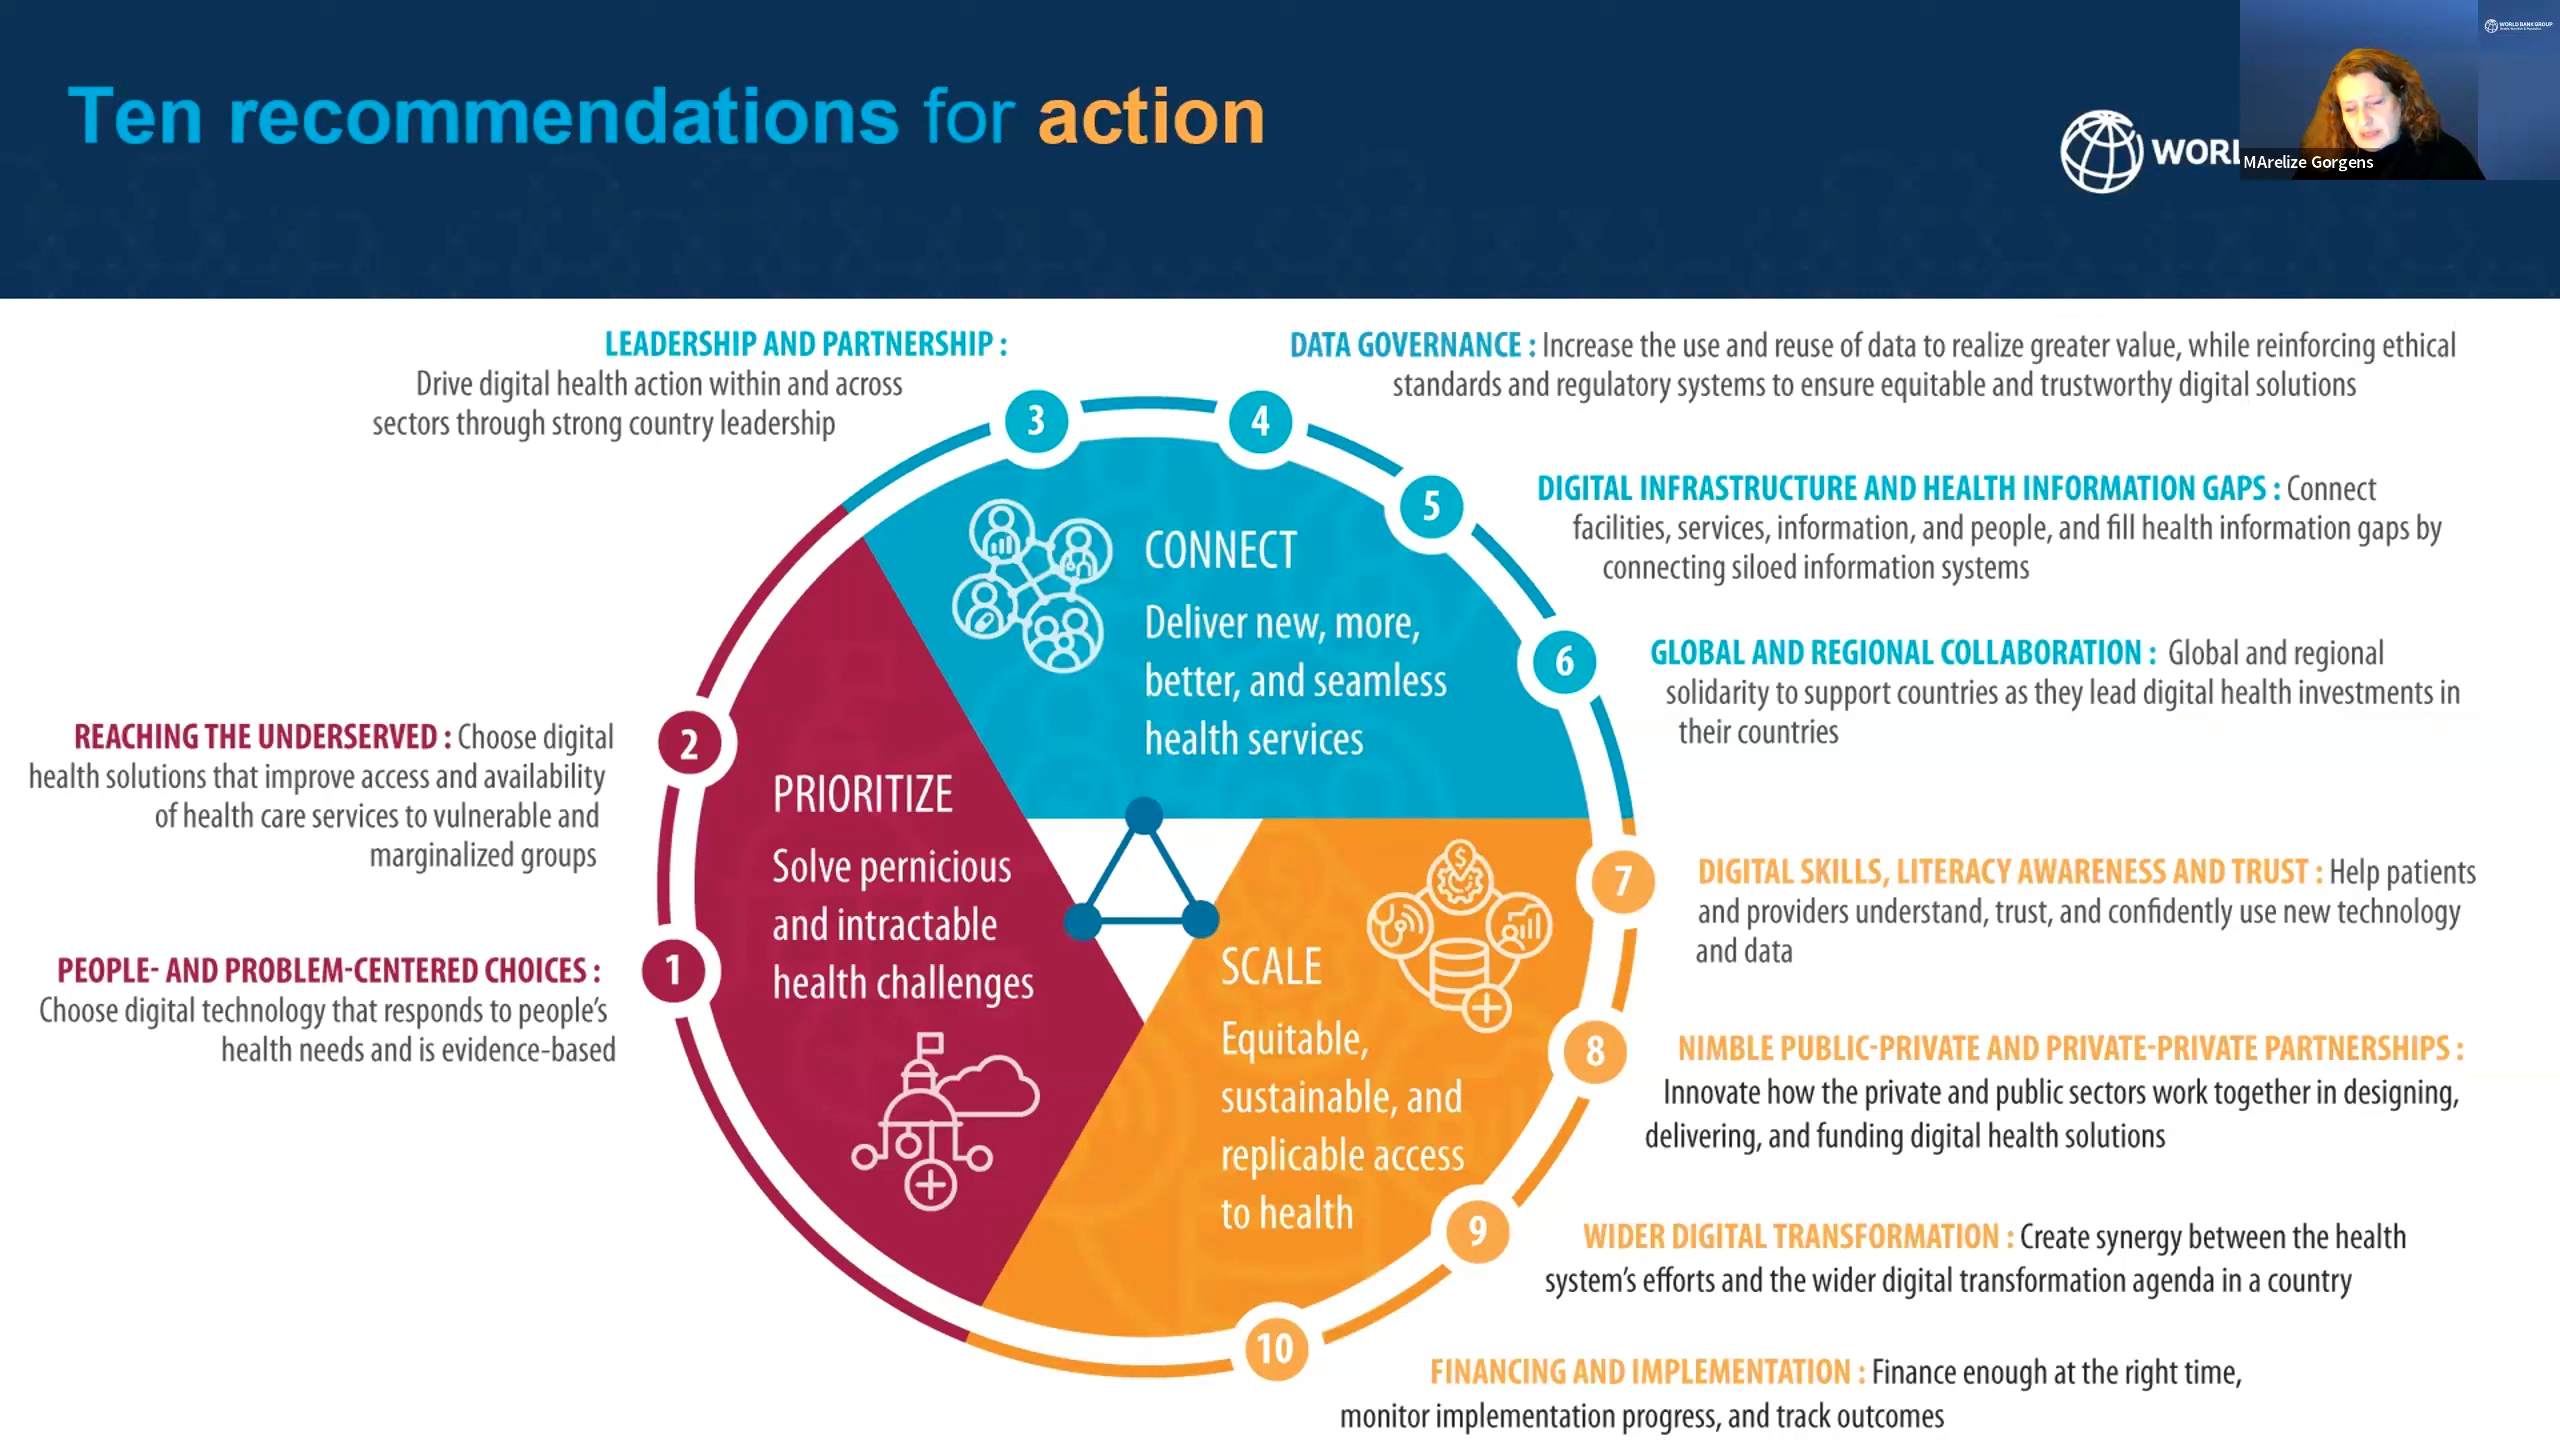 Ten recommendations for action
WORL
WORLD BANK GROUP
MArelize Gorgens
LEADERSHIP AND PARTNERSHIP :
Drive digital health action within and across
sectors through strong country leadership
DATA GOVERNANCE : Increase the use and reuse of data to realize greater value, while reinforcing ethical
standards and regulatory systems to ensure equitable and trustworthy digital solutions
3
4
5
DIGITAL INFRASTRUCTURE AND HEALTH INFORMATION GAPS : Connect
facilities, services, information, and people, and fill health information gaps by
connecting siloed information systems
CONNECT
Deliver new, more,
better, and seamless
health services
6
GLOBAL AND REGIONAL COLLABORATION : Global and regional
solidarity to support countries as they lead digital health investments in
their countries
REACHING THE UNDERSERVED : Choose digital
health solutions that improve access and availability
of health care services to vulnerable and
marginalized groups
2
PRIORITIZE
Solve pernicious
and intractable
health challenges
PEOPLE- AND PROBLEM-CENTERED CHOICES :
Choose digital technology that responds to people's
health needs and is evidence-based
1
$
SCALE
Equitable,
sustainable, and
replicable access
to health
7
DIGITAL SKILLS, LITERACY AWARENESS AND TRUST : Help patients
and providers understand, trust, and confidently use new technology
and data
8
NIMBLE PUBLIC-PRIVATE AND PRIVATE-PRIVATE PARTNERSHIPS :
Innovate how the private and public sectors work together in designing,
delivering, and funding digital health solutions
9
WIDER DIGITAL TRANSFORMATION : Create synergy between the health
system's efforts and the wider digital transformation agenda in a country
10
FINANCING AND IMPLEMENTATION : Finance enough at the right time,
monitor implementation progress, and track outcomes